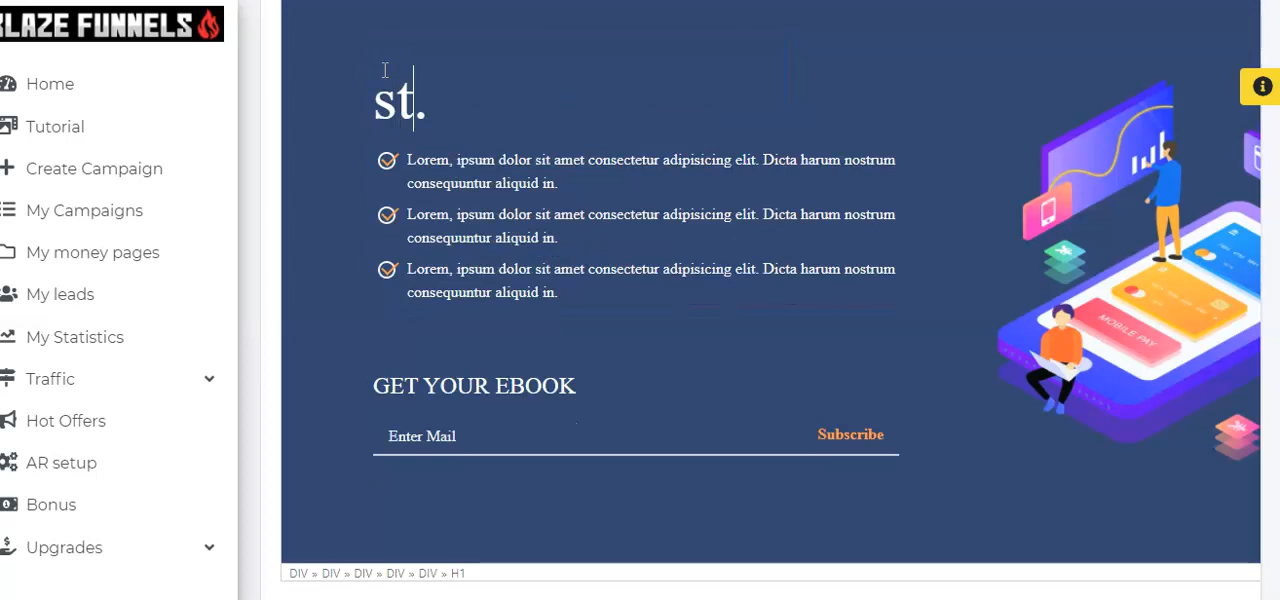 KLAZE FUNNELS
Home
Tutorial
Create Campaign
My Campaigns
My money pages
My leads
My Statistics
Traffic
Hot Offers
AR setup
Bonus
Upgrades
st.
Lorem, ipsum dolor sit amet consectetur adipisicing elit. Dicta harum nostrum
consequuntur aliquid in.
Lorem, ipsum dolor sit amet consectetur adipisicing elit. Dicta harum nostrum
consequuntur aliquid in.
Lorem, ipsum dolor sit amet consectetur adipisicing elit. Dicta harum nostrum
consequuntur aliquid in.
GET YOUR EBOOK
Enter Mail
Subscribe
MOBILE PAY
DIV » DIV » DIV » DIV » DIV » H1